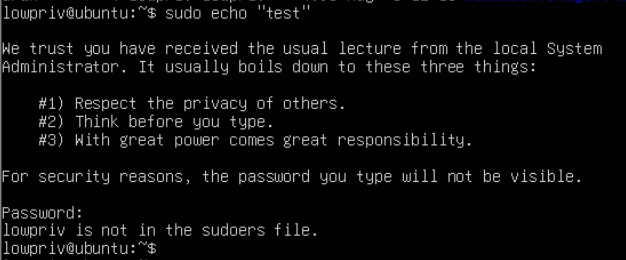 lowpriv@ubuntu:~$ sudo echo "test"
We trust you have received the usual lecture from the local System
Administrator. It usually boils down to these three things:
#1) Respect the privacy of others.
#2) Think before you type.
#3) With great power comes great responsibility.
For security reasons, the password you type will not be visible.
Password:
lowpriv is not in the sudoers file.
lowpriv@ubuntu:~$